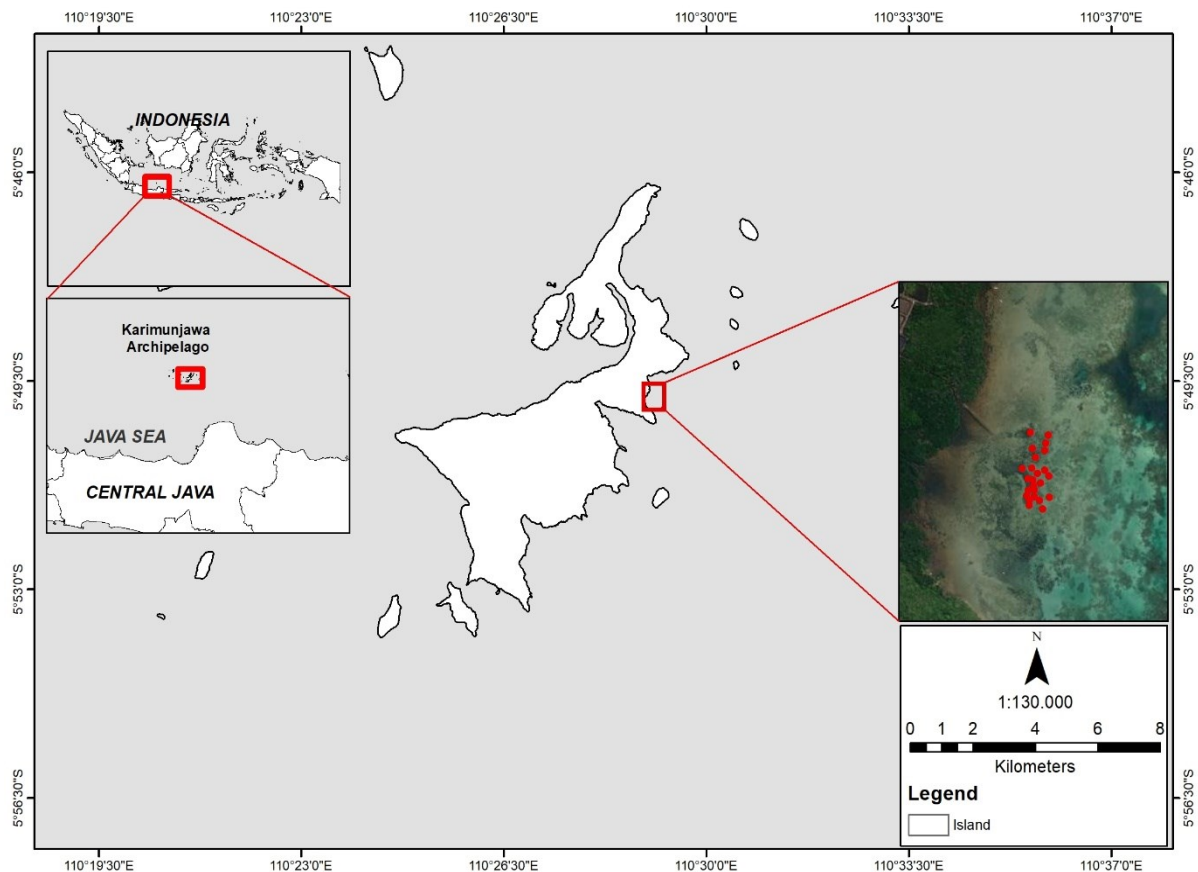 110°19'30"E
110°23'0"E
110°26'30"E
110°30'0"E
110°33'30"E
110°37'0"E
5°46'0"S
5°49'30"S
5°53'0"S
5°56'30"S
INDONESIA
Karimunjawa
Archipelago
JAVA SEA
CENTRAL JAVA
5°46'0"S
5°49'30"S
5°53'0"S
5°56'30"S
N
1:130.000
0 1 2 4 6 8
Kilometers
Legend
Island
110°19'30"E
110°23'0"E
110°26'30"E
110°30'0"E
110°33'30"E
110°37'0"E